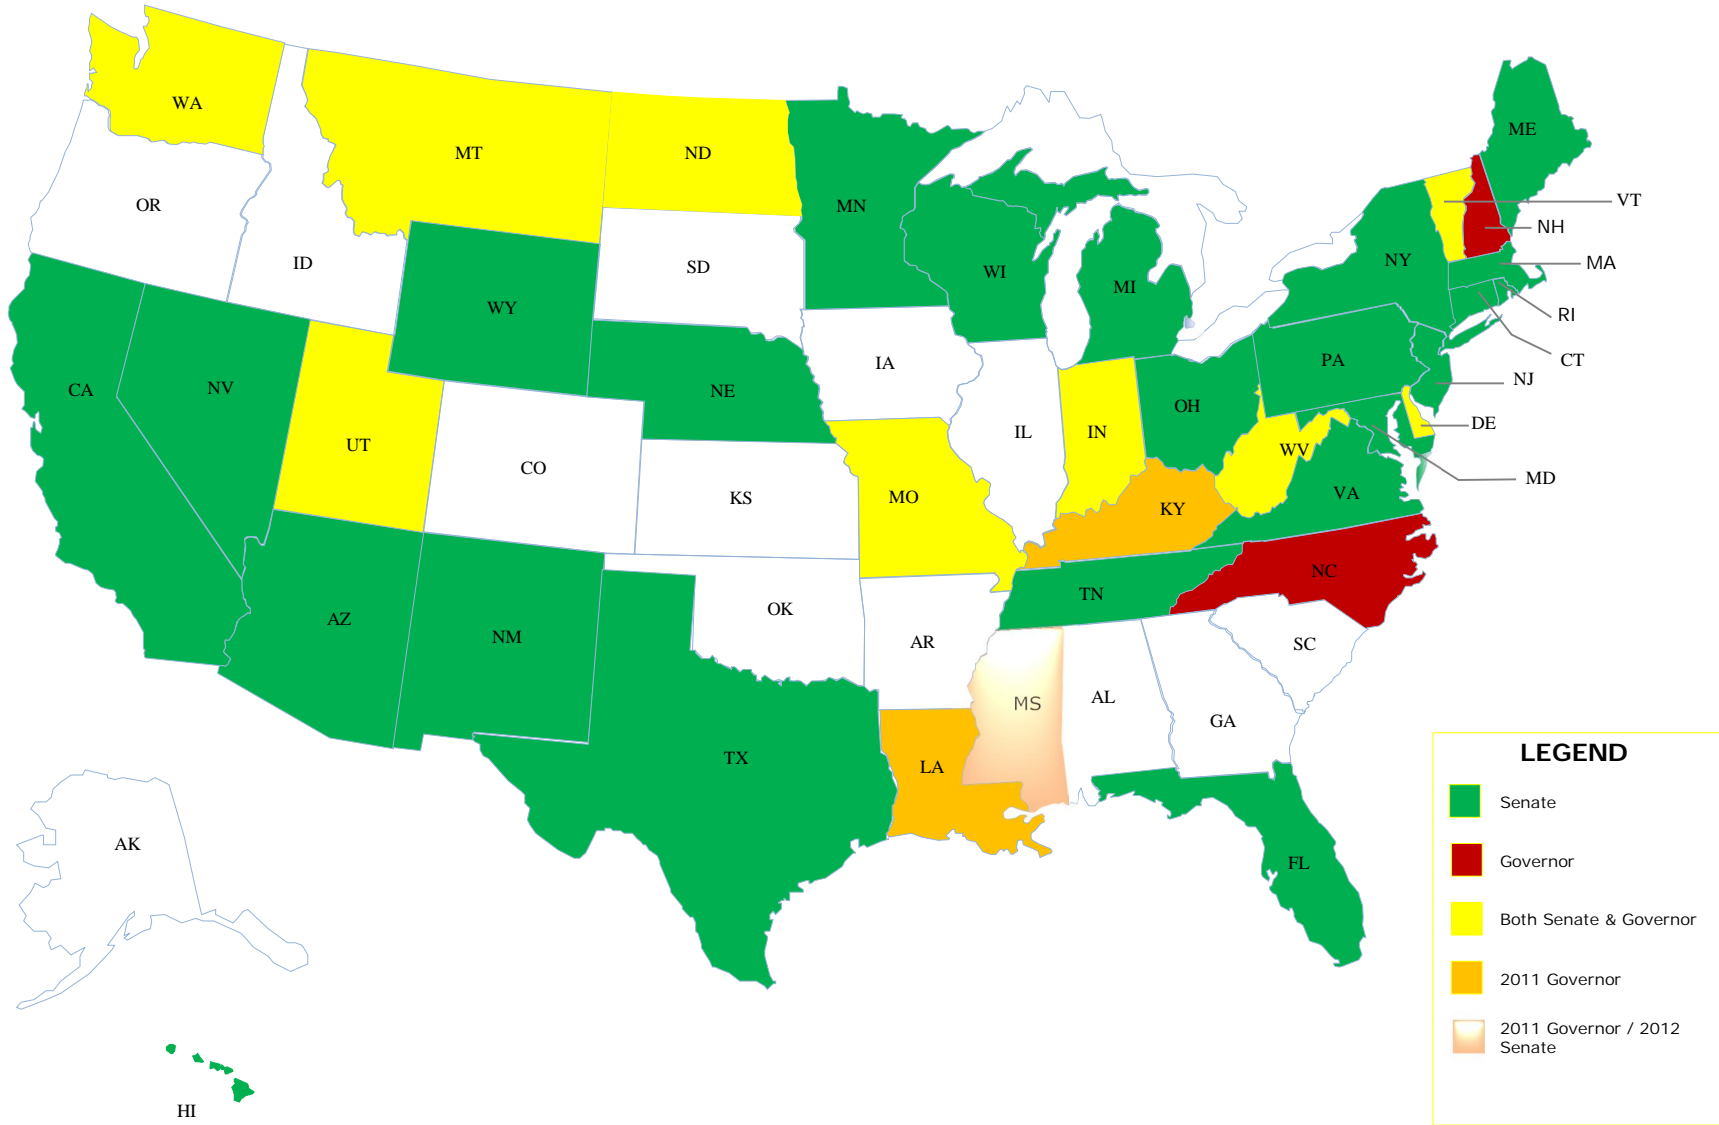 WA
MT
ND
MN
ME
OR
ID
SD
WI
MI
NY
VT
NH
MA
RI
CT
WY
NE
IA
PA
NJ
CA
NV
UT
CO
KS
MO
IL
IN
OH
WV
DE
MD
VA
KY
NC
TN
AZ
NM
OK
AR
SC
MS
AL
GA
TX
LA
FL
AK
HI
LEGEND
Senate
Governor
Both Senate & Governor
2011 Governor
2011 Governor / 2012
Senate